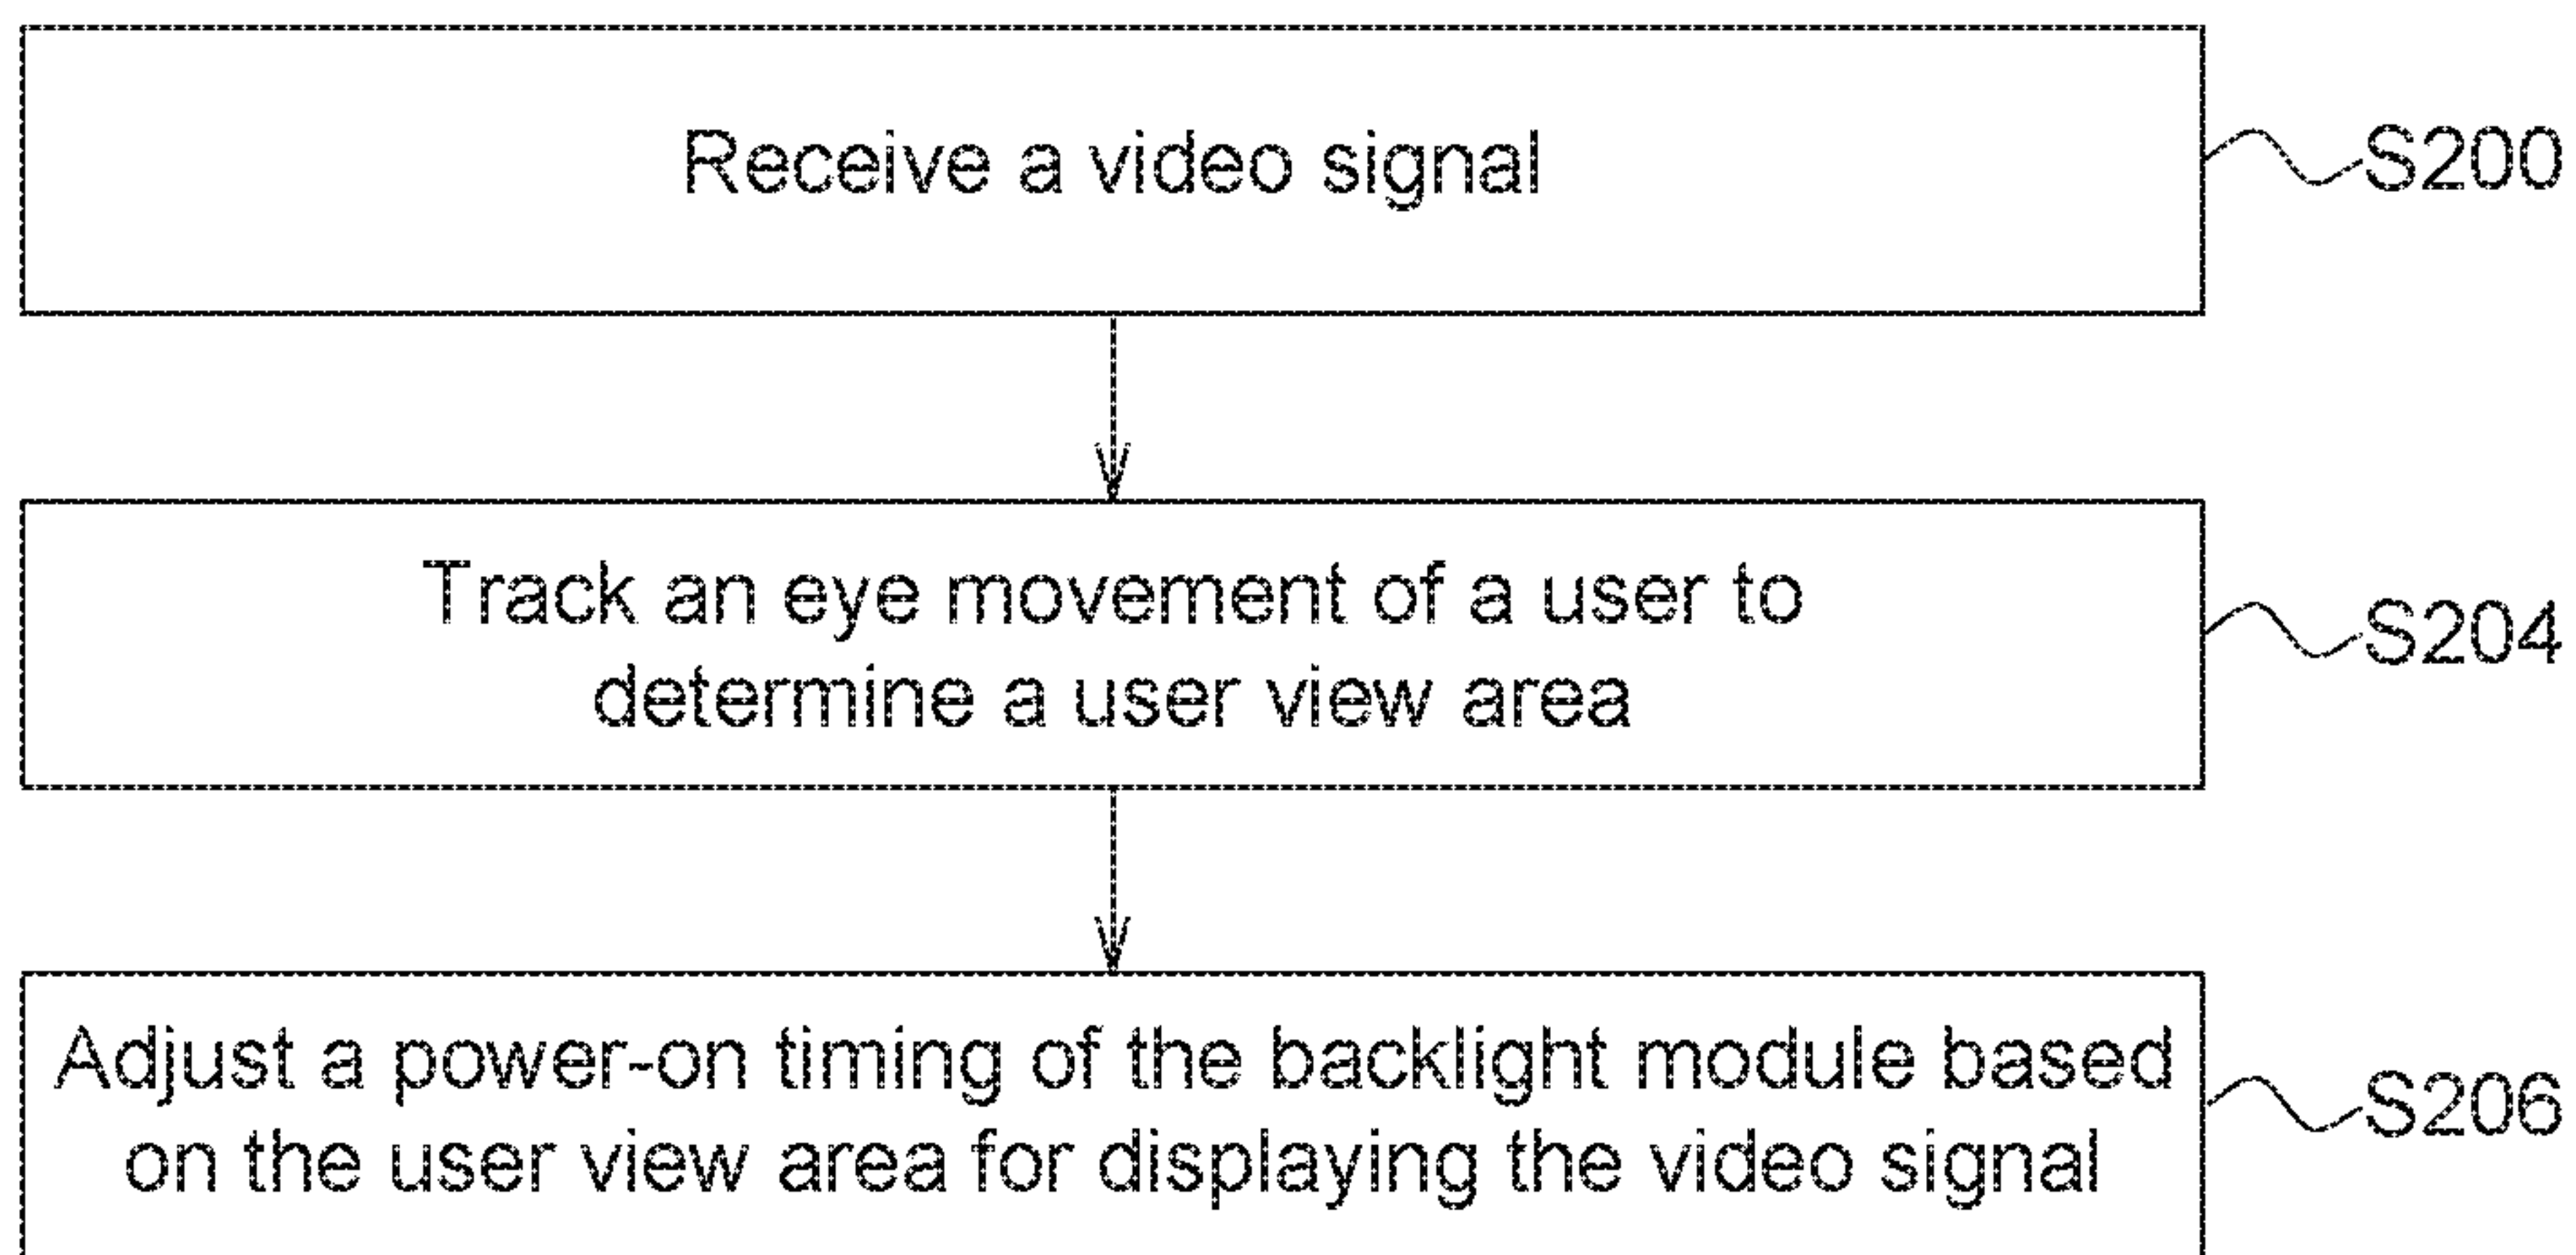 Receive a video signal
S200
Track an eye movement of a user to
determine a user view area
S204
Adjust a power-on timing of the backlight module based
on the user view area for displaying the video signal
S206